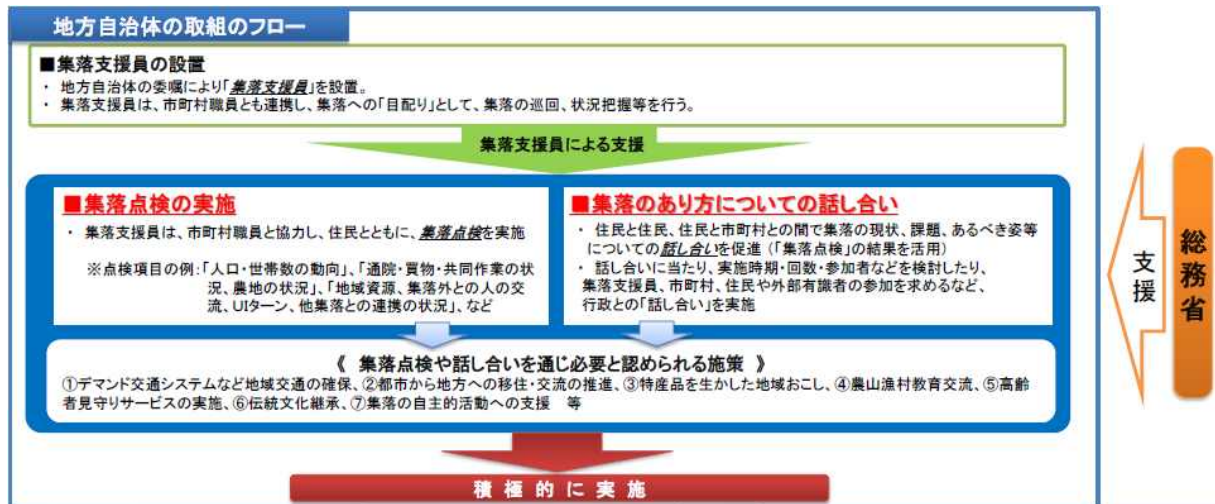 地方自治体の取組のフロー
■集落支援員の設置
・ 地方自治体の委嘱により「集落支援員」を設置。
・ 集落支援員は、市町村職員とも連携し、集落への「目配り」として、集落の巡回、状況把握等を行う。
集落支援員による支援
■集落点検の実施
・ 集落支援員は、市町村職員と協力し、住民とともに、集落点検を実施
※点検項目の例：「人口・世帯数の動向」、「通院・買物・共同作業の状
況、農地の状況」、「地域資源、集落外との人の交
流、UIターン、他集落との連携の状況」、など
■集落のあり方についての話し合い
・ 住民と住民、住民と市町村との間で集落の現状、課題、あるべき姿等
についての話し合いを促進（「集落点検」の結果を活用）
・ 話し合いに当たり、実施時期・回数・参加者などを検討したり、
集落支援員、市町村、住民や外部有識者の参加を求めるなど、
行政との「話し合い」を実施
《 集落点検や話し合いを通じ必要と認められる施策 》
①デマンド交通システムなど地域交通の確保、②都市から地方への移住・交流の推進、③特産品を生かした地域おこし、④農山漁村教育交流、⑤高齢
者見守りサービスの実施、⑥伝統文化継承、⑦集落の自主的活動への支援 等
積極的に実施
支援
総務省